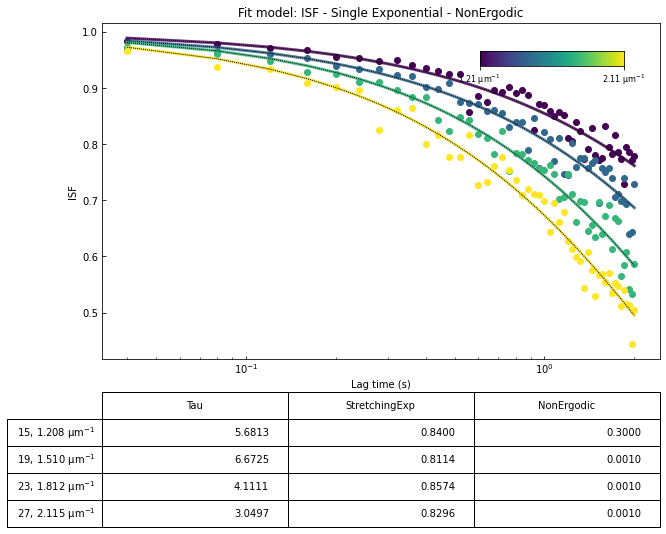 Fit model: ISF - Single Exponential - NonErgodic
1.0
0.9
0.8
0.7
0.6
0.5
ISF
.21 μm⁻¹
2.11 μm⁻¹
10⁻¹
10⁰
Lag time (s)
Tau StretchingExp NonErgodic
15, 1.208 μm⁻¹ 5.6813 0.8400 0.3000
19, 1.510 μm⁻¹ 6.6725 0.8114 0.0010
23, 1.812 μm⁻¹ 4.1111 0.8574 0.0010
27, 2.115 μm⁻¹ 3.0497 0.8296 0.0010